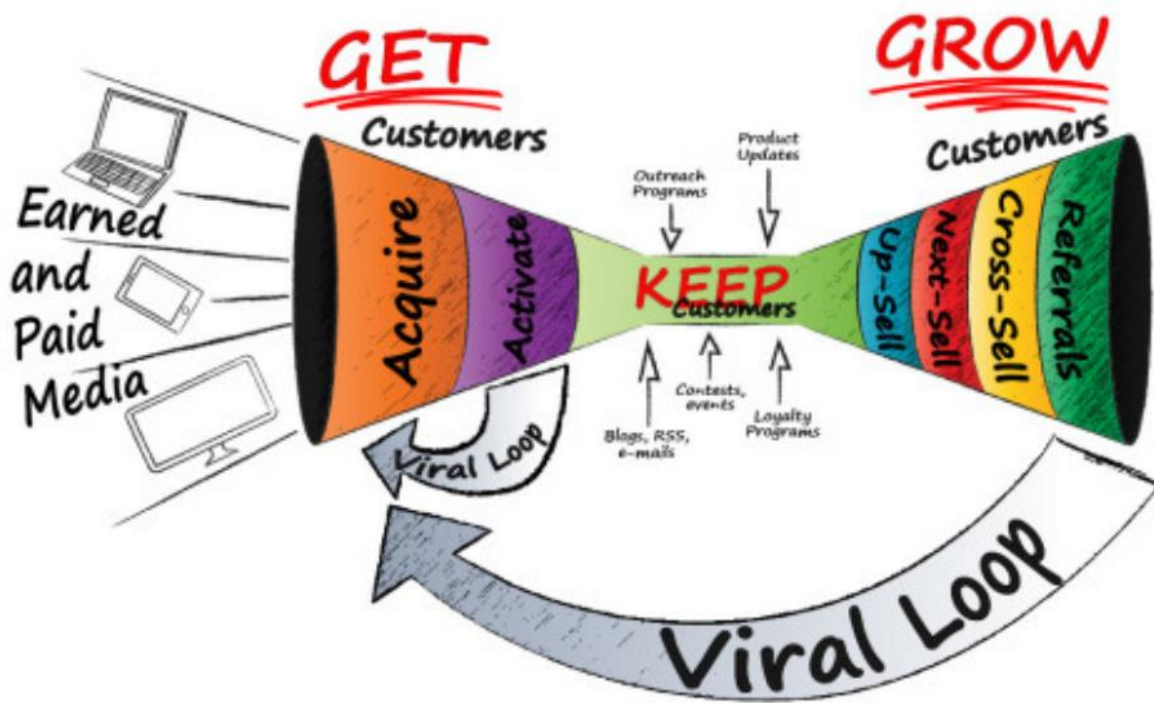 GET
Customers
GROW
Customers
Earned
and
Paid
Media
Acquire
Activate
Outreach
Programs
Product
Updates
KEEP
Customers
Blogs, RSS,
e-mails
Contests,
events
Loyalty
Programs
Up-Sell
Next-Sell
Cross-Sell
Referrals
Viral Loop
Viral Loop